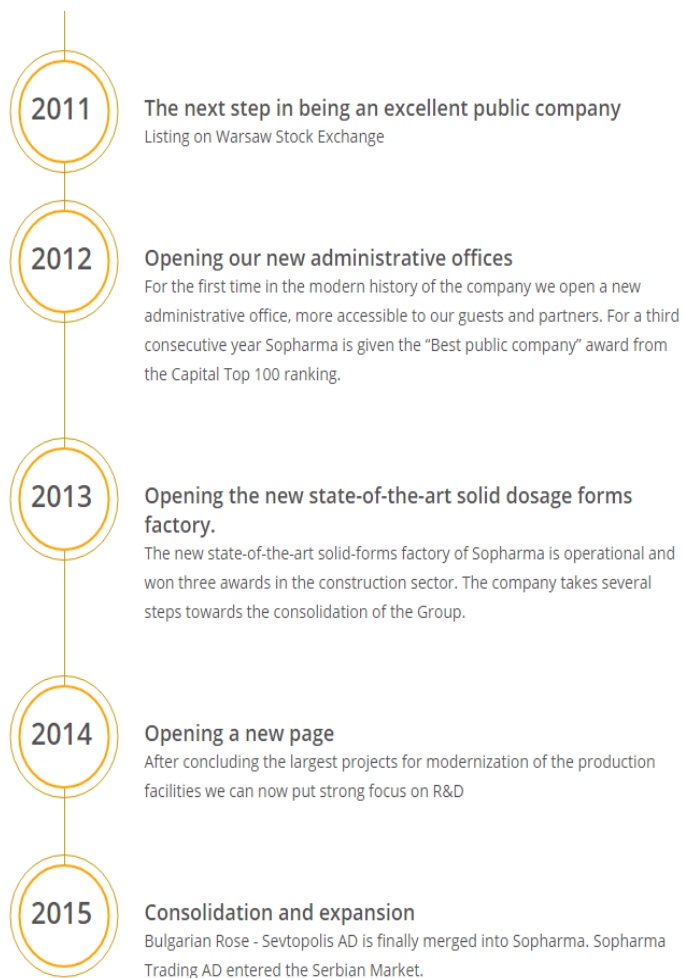 2011
The next step in being an excellent public company
Listing on Warsaw Stock Exchange
2012
Opening our new administrative offices
For the first time in the modern history of the company we open a new
administrative office, more accessible to our guests and partners. For a third
consecutive year Sopharma is given the “Best public company” award from
the Capital Top 100 ranking.
2013
Opening the new state-of-the-art solid dosage forms
factory.
The new state-of-the-art solid-forms factory of Sopharma is operational and
won three awards in the construction sector. The company takes several
steps towards the consolidation of the Group.
2014
Opening a new page
After concluding the largest projects for modernization of the production
facilities we can now put strong focus on R&D
2015
Consolidation and expansion
Bulgarian Rose - Sevtopolis AD is finally merged into Sopharma. Sopharma
Trading AD entered the Serbian Market.